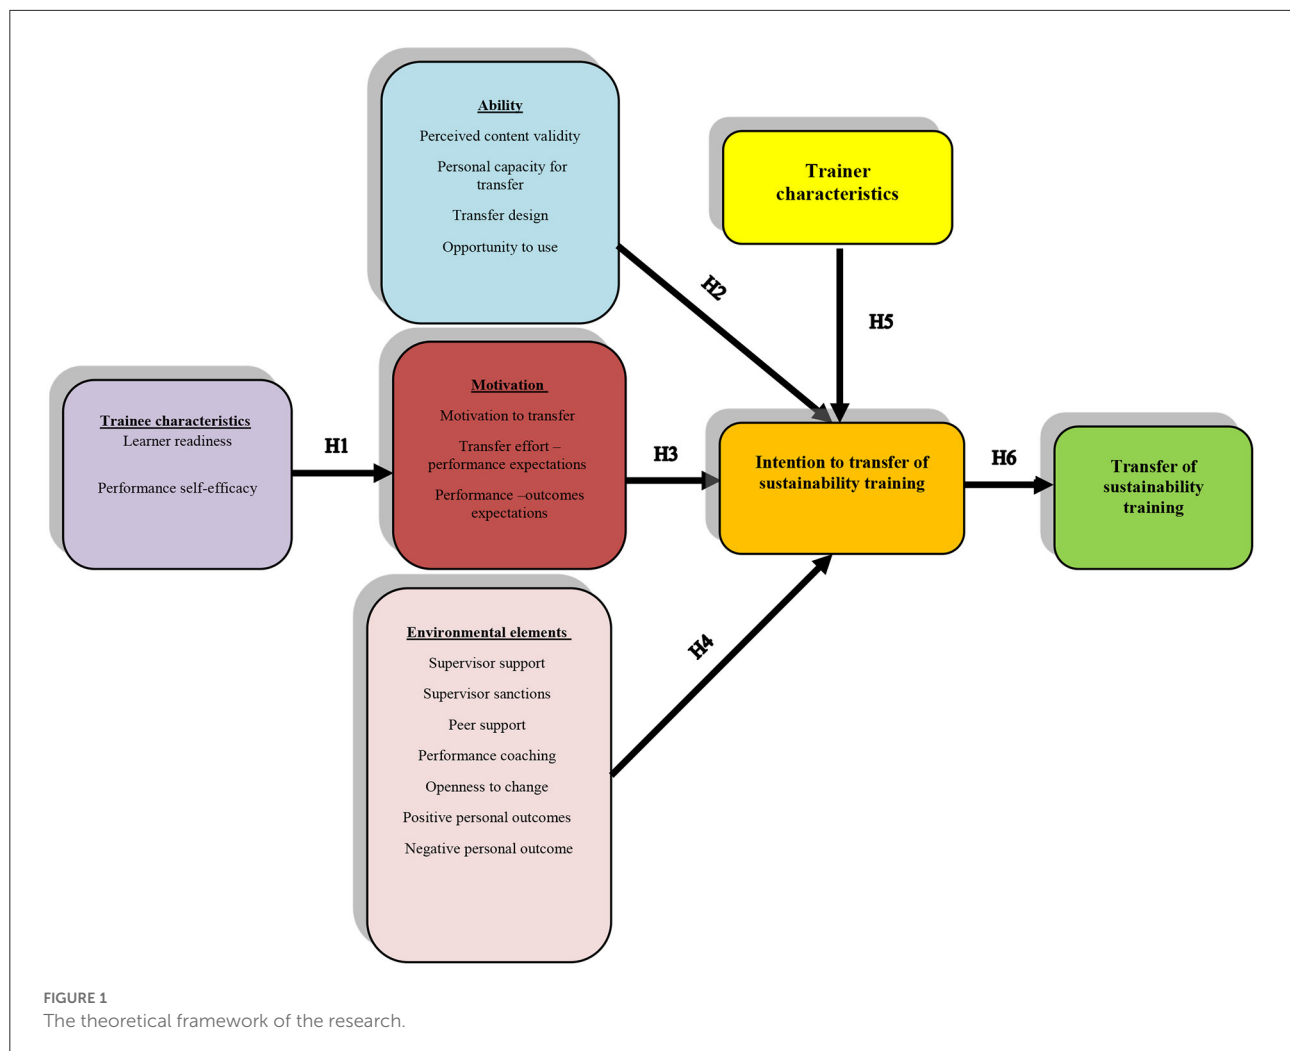 Ability
Perceived content validity
Personal capacity for
transfer
Transfer design
Opportunity to use
Trainer
characteristics
H2
H5
Trainee characteristics
Learner readiness
Performance self-efficacy
H1
Motivation
Motivation to transfer
Transfer effort –
performance expectations
Performance –outcomes
expectations
H3
Intention to transfer of
sustainability training
H6
Transfer of
sustainability
training
Environmental elements
Supervisor support
Supervisor sanctions
Peer support
Performance coaching
Openness to change
Positive personal outcomes
Negative personal outcome
H4
FIGURE 1
The theoretical framework of the research.